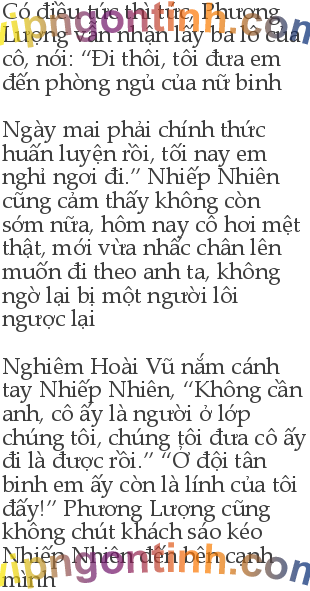 Có điều tức thì tức, Phương
Lượng vẫn nhận lấy ba lô của
cô, nói: “Đi thôi, tôi đưa em
đến phòng ngủ của nữ binh

Ngày mai phải chính thức
huấn luyện rồi, tối nay em
nghỉ ngơi đi.” Nhiếp Nhiên
cũng cảm thấy không còn
sớm nữa, hôm nay cô hơi mệt
thật, mới vừa nhấc chân lên
muốn đi theo anh ta, không
ngờ lại bị một người lôi
ngược lại

Nghiêm Hoài Vũ nắm cánh
tay Nhiếp Nhiên, “Không cần
anh, cô ấy là người ở lớp
chúng tôi, chúng tôi đưa cô ấy
đi là được rồi.” “Ở đội tân
binh em ấy còn là lính của tôi
đấy!” Phương Lượng cũng
không chút khách sáo kéo
Nhiếp Nhiên đến bên cạnh
mình